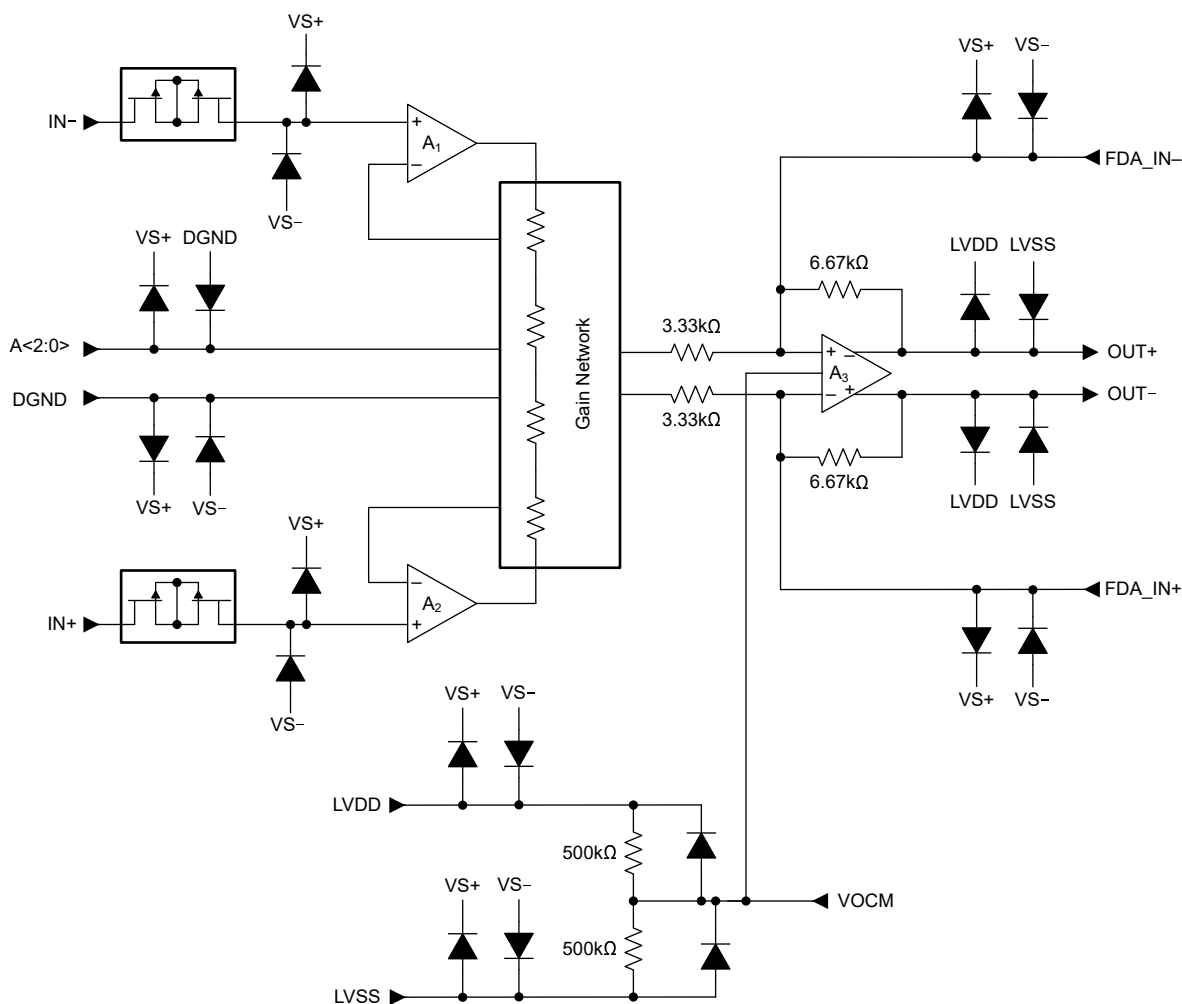 VS+
IN−
VS−
+
A1
−
VS+
DGND
A<2:0>
DGND
VS+
VS−
VS+
IN+
VS−
−
A2
+
Gain Network
3.33kΩ
3.33kΩ
VS+
VS−
FDA_IN–
6.67kΩ
LVDD
LVSS
+
−
A3
−
+
OUT+
OUT−
6.67kΩ
LVDD
LVSS
FDA_IN+
VS+
VS−
VS+
VS−
LVDD
500kΩ
VS+
VS−
500kΩ
VOCM
LVSS